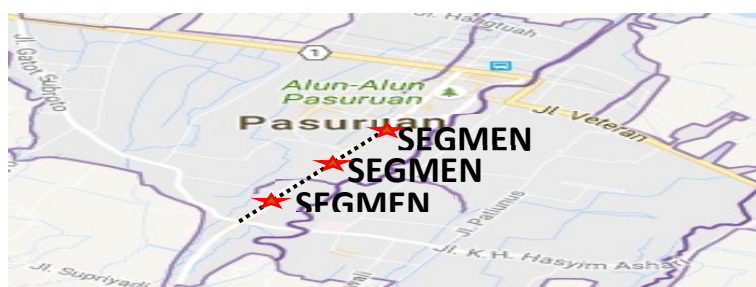 Jl. Hangtuah
Jl. Gatot Subroto
1
Alun-Alun
Pasuruan
Pasuruan
Jl. Veteran
SEGMEN
SEGMEN
SEGMEN
Jl. Patiunus
Jl. K.H. Hasyim Ashari
Jl. Supriyadi